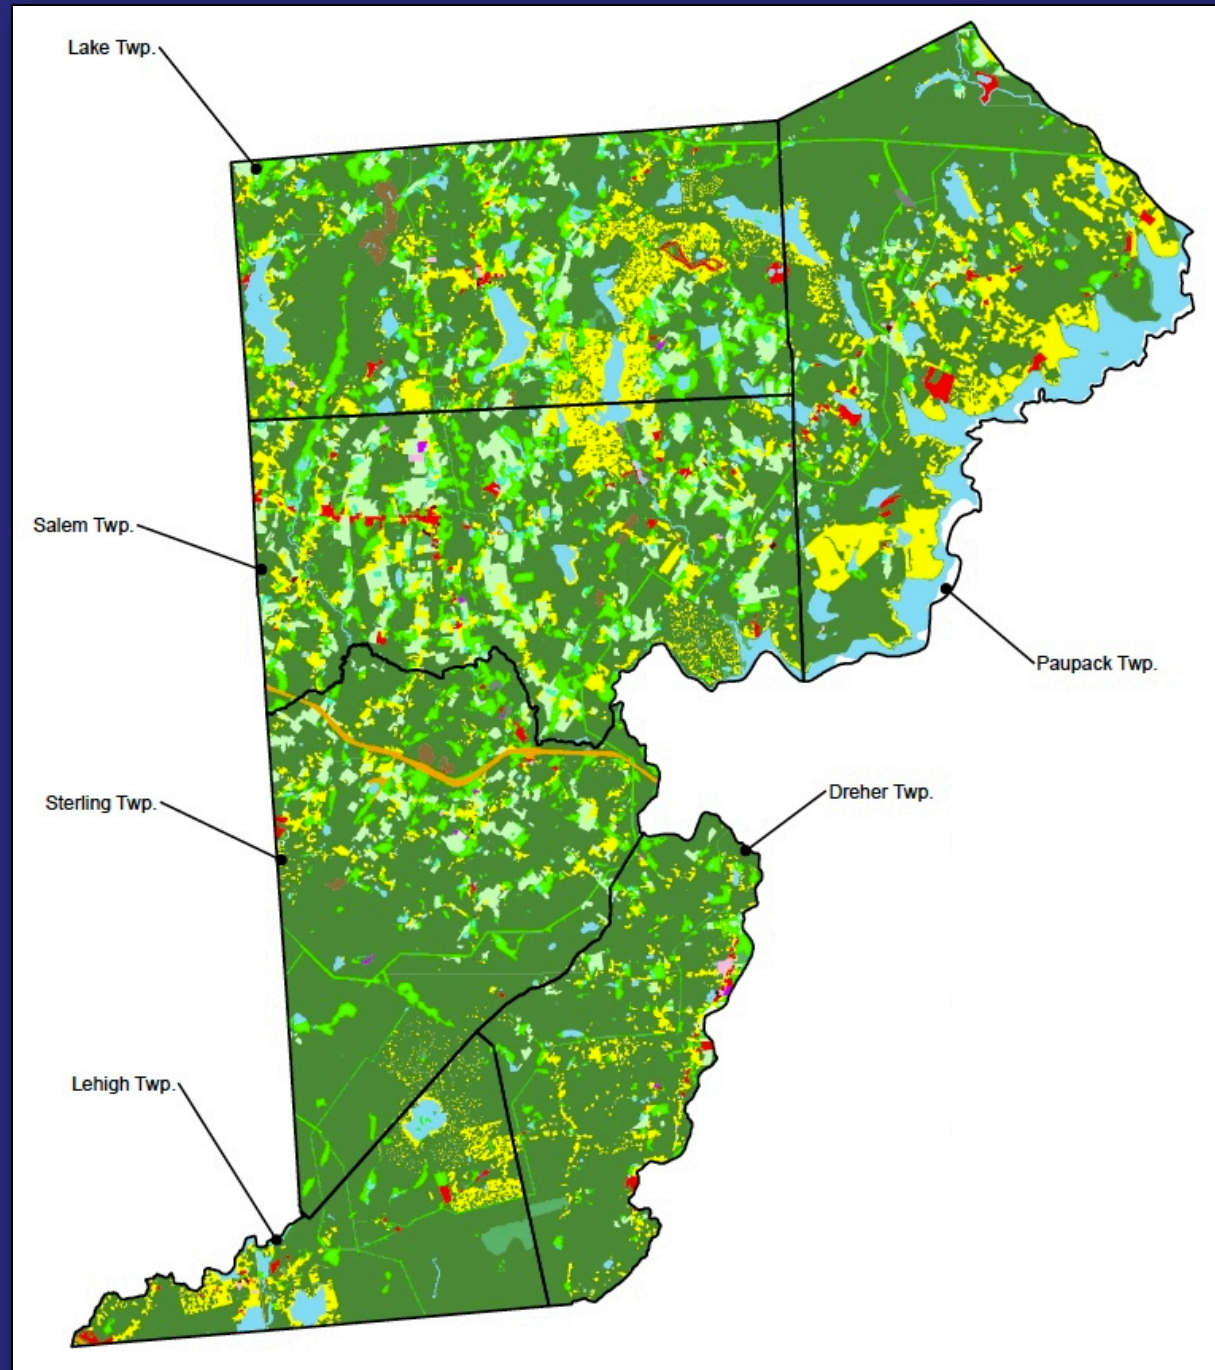 Lake Twp.
Salem Twp.
Paupack Twp.
Sterling Twp.
Dreher Twp.
Lehigh Twp.